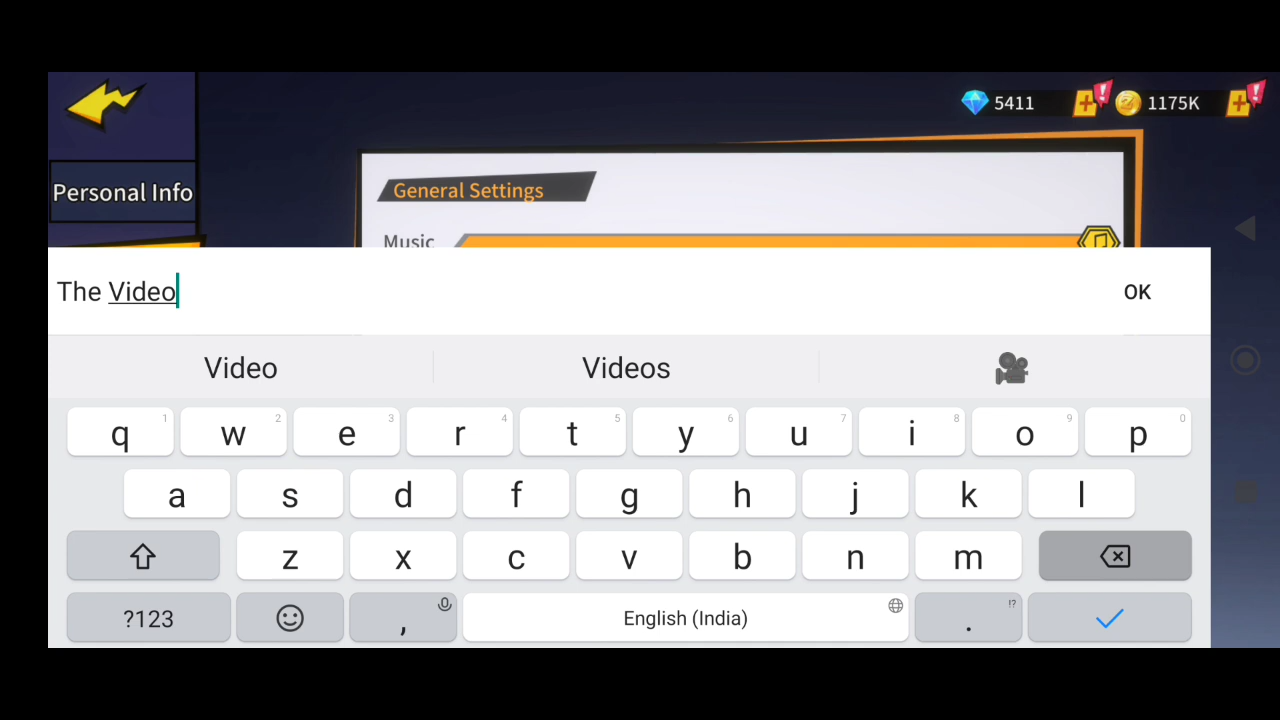 5411
1175K
Personal Info
General Settings
Music
The Video
OK
Video Videos
q 1 w 2 e 3 r 4 t 5 y 6 u 7 i 8 o 9 p 0
a s d f g h j k l
z x c v b n m
?123 , English (India) . !?